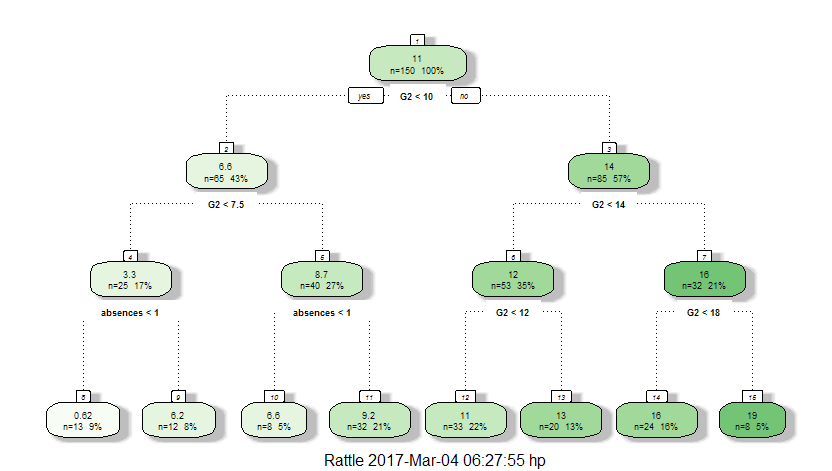 1
11
n=150 100%
yes G2 < 10 no
2 3
6.6 14
n=65 43% n=85 57%
G2 < 7.5 G2 < 14
4 5 6 7
3.3 8.7 12 16
n=25 17% n=40 27% n=53 35% n=32 21%
absences < 1 absences < 1 G2 < 12 G2 < 18
8 9 10 11 12 13 14 15
0.62 6.2 6.6 9.2 11 13 16 19
n=13 9% n=12 8% n=8 5% n=32 21% n=33 22% n=20 13% n=24 16% n=8 5%
Rattle 2017-Mar-04 06:27:55 hp